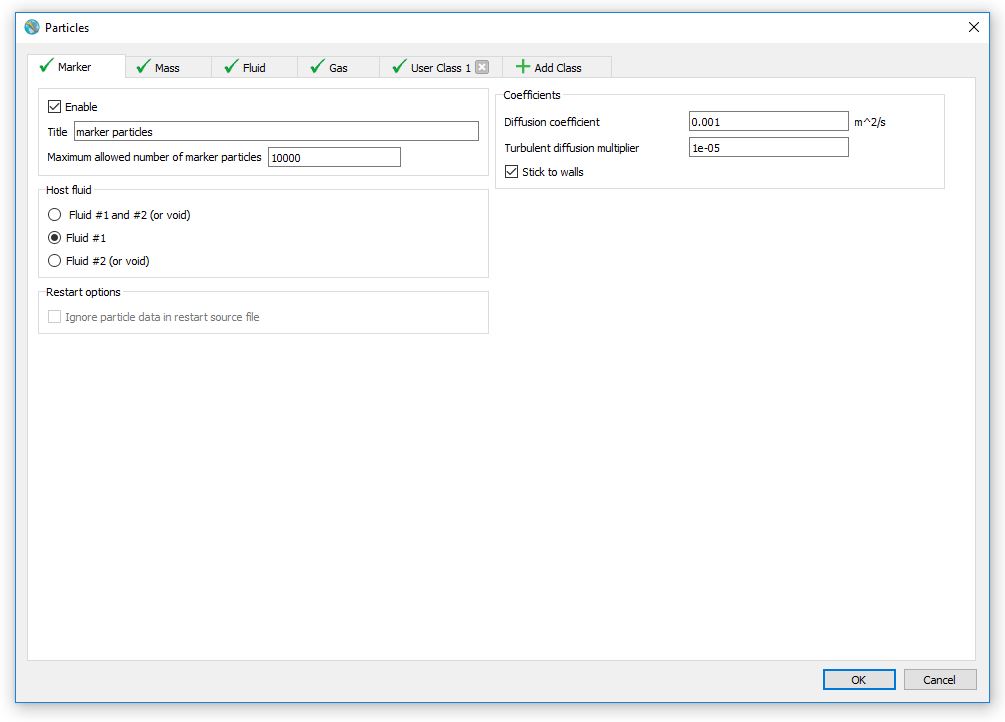 Particles
Marker
Mass
Fluid
Gas
User Class 1
Add Class
Enable
Title marker particles
Maximum allowed number of marker particles 10000
Host fluid
Fluid #1 and #2 (or void)
Fluid #1
Fluid #2 (or void)
Restart options
Ignore particle data in restart source file
Coefficients
Diffusion coefficient 0.001 m^2/s
Turbulent diffusion multiplier 1e-05
Stick to walls
OK
Cancel